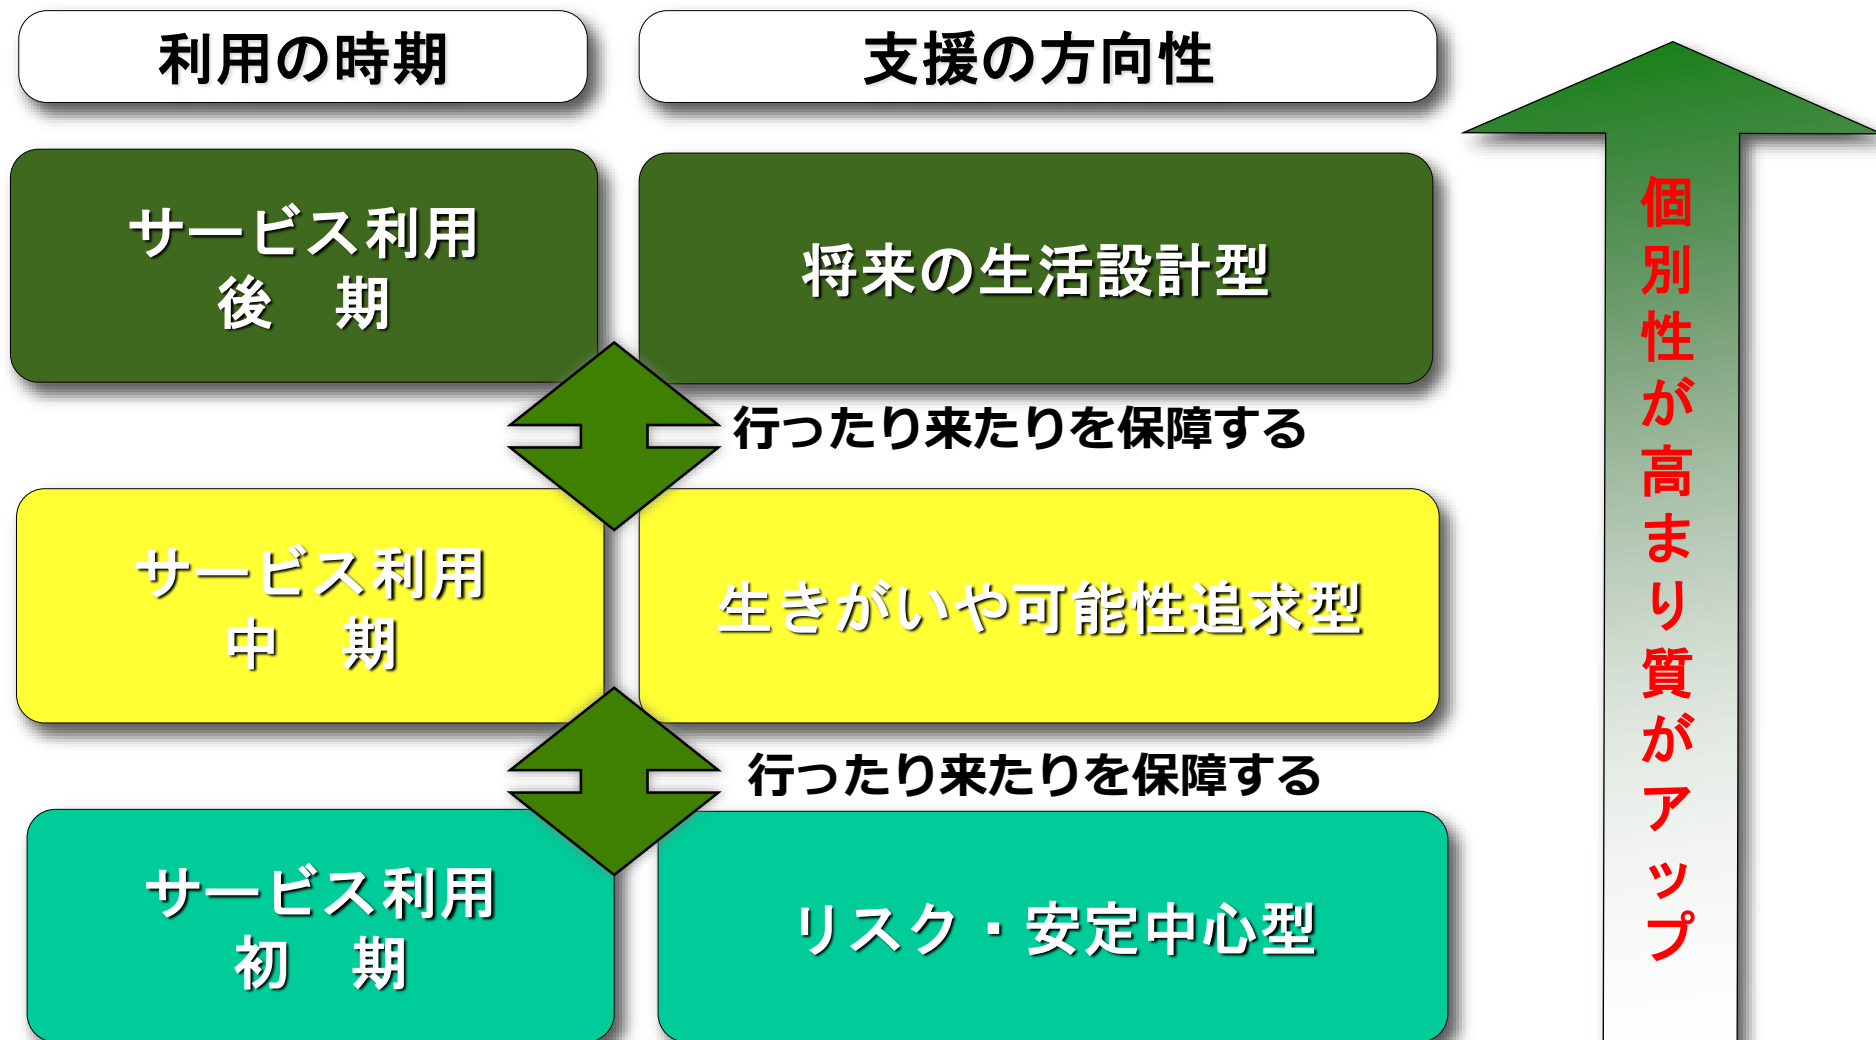 利用の時期
支援の方向性
サービス利用
後　期
将来の生活設計型
行ったり来たりを保障する
サービス利用
中　期
生きがいや可能性追求型
行ったり来たりを保障する
サービス利用
初　期
リスク・安定中心型
個別性が高まり質がアップ